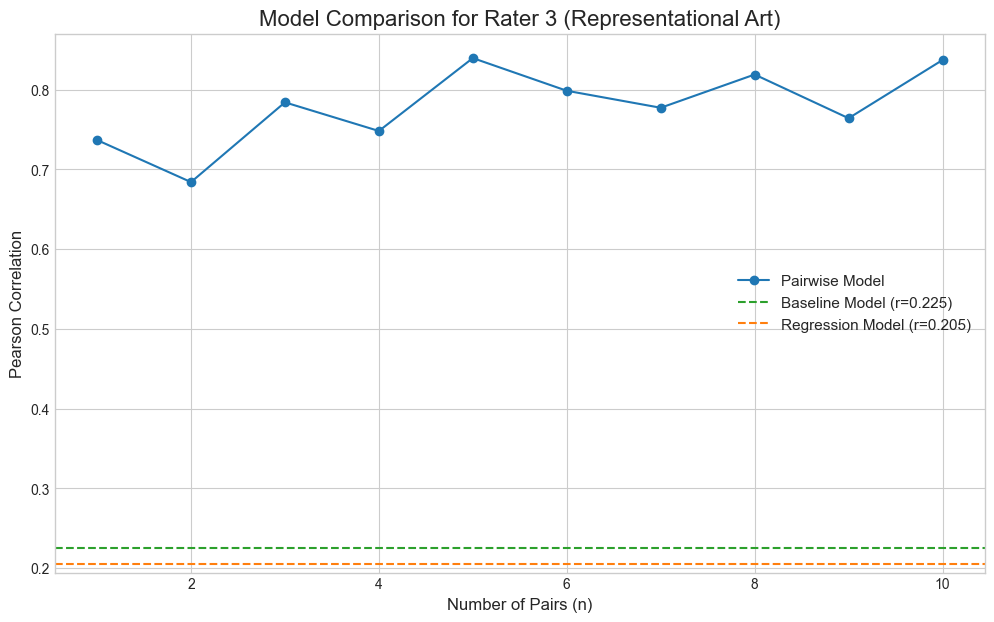 Model Comparison for Rater 3 (Representational Art)
Pearson Correlation
0.8
0.7
0.6
0.5
0.4
0.3
0.2
Pairwise Model
Baseline Model (r=0.225)
Regression Model (r=0.205)
2
4
6
8
10
Number of Pairs (n)